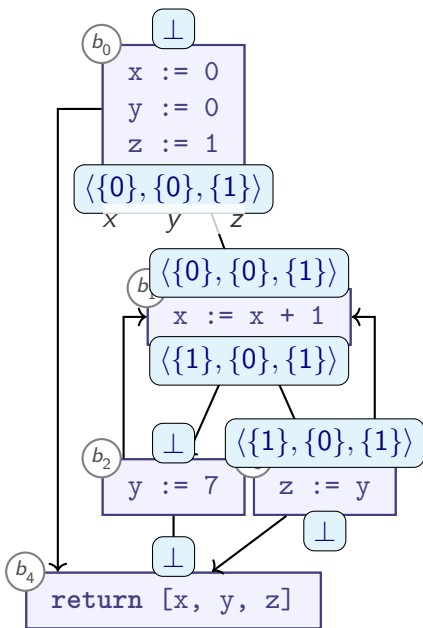 ⊥
b₀
x := 0
y := 0
z := 1
⟨{0}, {0}, {1}⟩
x y z
⟨{0}, {0}, {1}⟩
x := x + 1
⟨{1}, {0}, {1}⟩
⊥
⟨{1}, {0}, {1}⟩
b₂
y := 7
z := y
⊥
⊥
b₄
return [x, y, z]